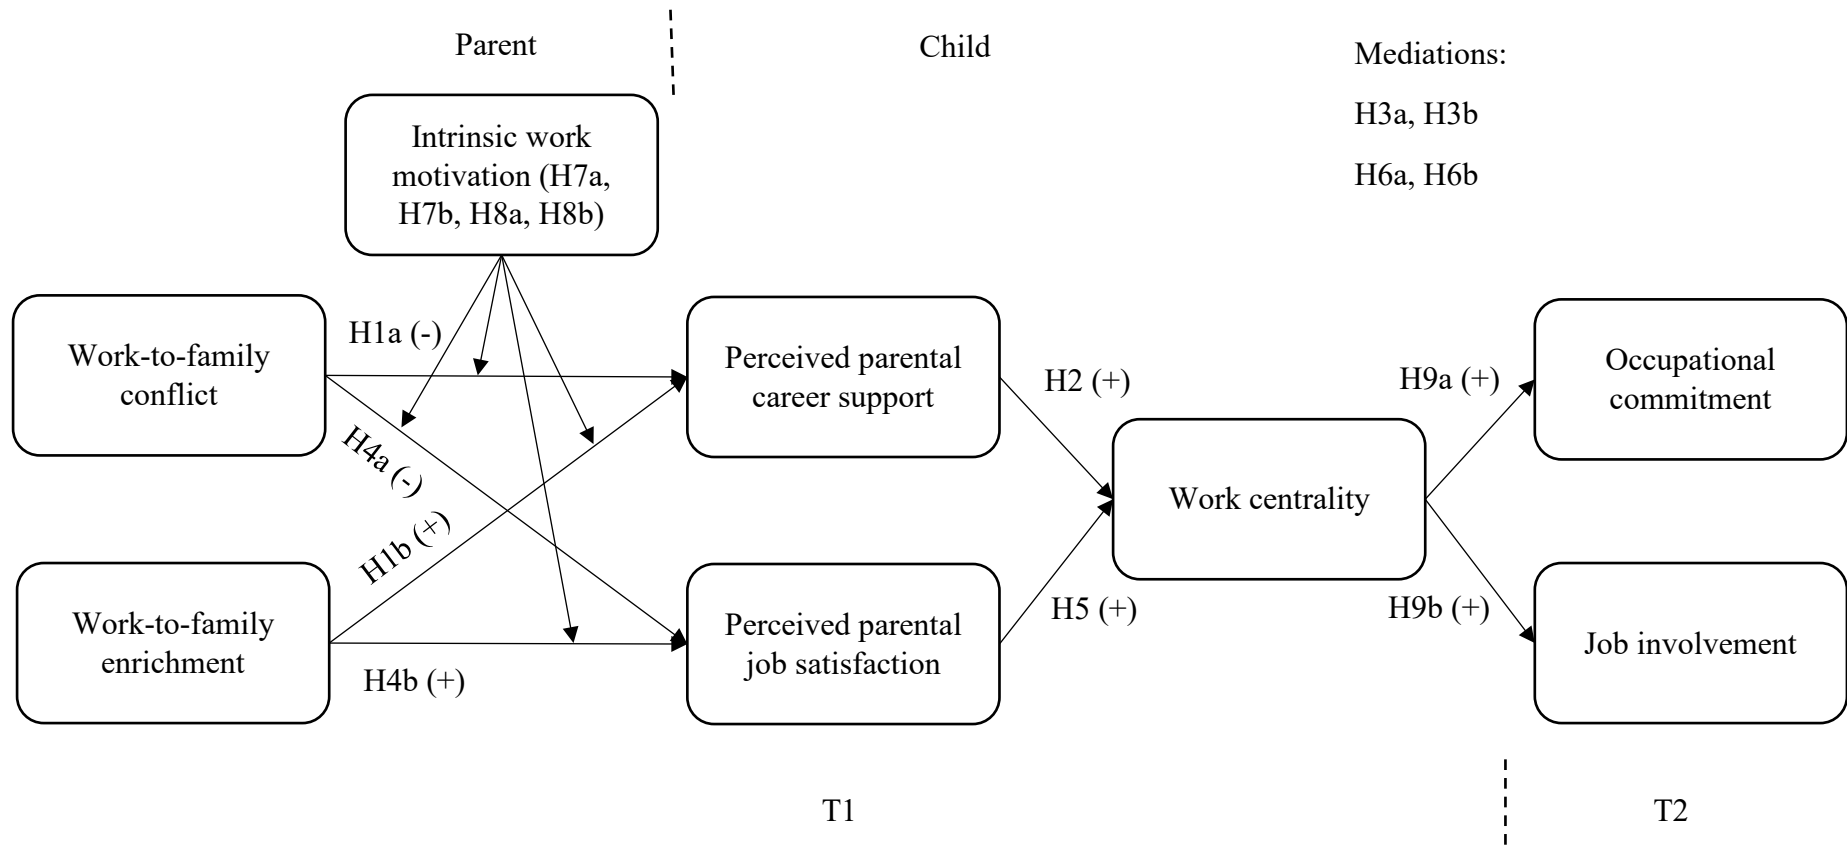 Parent
Child
Mediations:
H3a, H3b
H6a, H6b
Intrinsic work
motivation (H7a,
H7b, H8a, H8b)
Work-to-family
conflict
H1a (-)
H4a (-)
H1b (+)
Work-to-family
enrichment
H4b (+)
Perceived parental
career support
Perceived parental
job satisfaction
H2 (+)
H5 (+)
Work centrality
H9a (+)
H9b (+)
Occupational
commitment
Job involvement
T1
T2